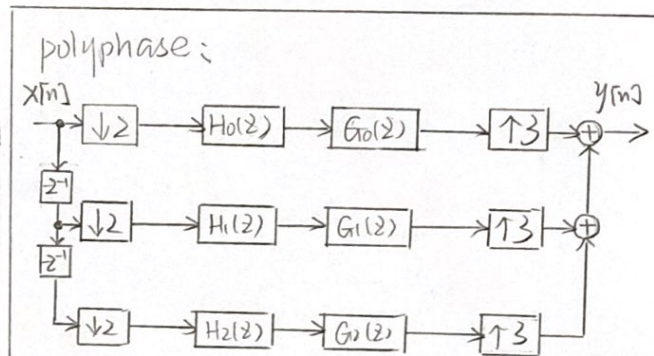 polyphase:
X[n] y[n]
↓2 H₀(z) G₀(z) ↑3 +
z⁻¹
↓2 H₁(z) G₁(z) ↑3 +
z⁻¹
↓2 H₂(z) G₂(z) ↑3